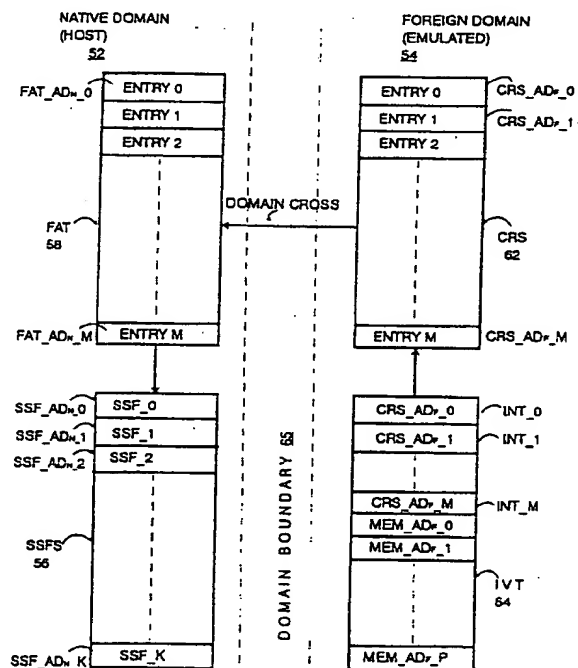 NATIVE DOMAIN
(HOST)
52
FAT_ADN_0
ENTRY 0
ENTRY 1
ENTRY 2
FAT
58
FAT_ADN_M
ENTRY M
SSF_ADN_0
SSF_0
SSF_ADN_1
SSF_1
SSF_ADN_2
SSF_2
SSFS
56
SSF_ADN_K
SSF_K
DOMAIN CROSS
DOMAIN BOUNDARY 65
FOREIGN DOMAIN
(EMULATED)
54
ENTRY 0
CRS_ADF_0
ENTRY 1
CRS_ADF_1
ENTRY 2
CRS
62
ENTRY M
CRS_ADF_M
CRS_ADF_0
INT_0
CRS_ADF_1
INT_1
CRS_ADF_M
INT_M
MEM_ADF_0
MEM_ADF_1
IVT
64
MEM_ADF_P